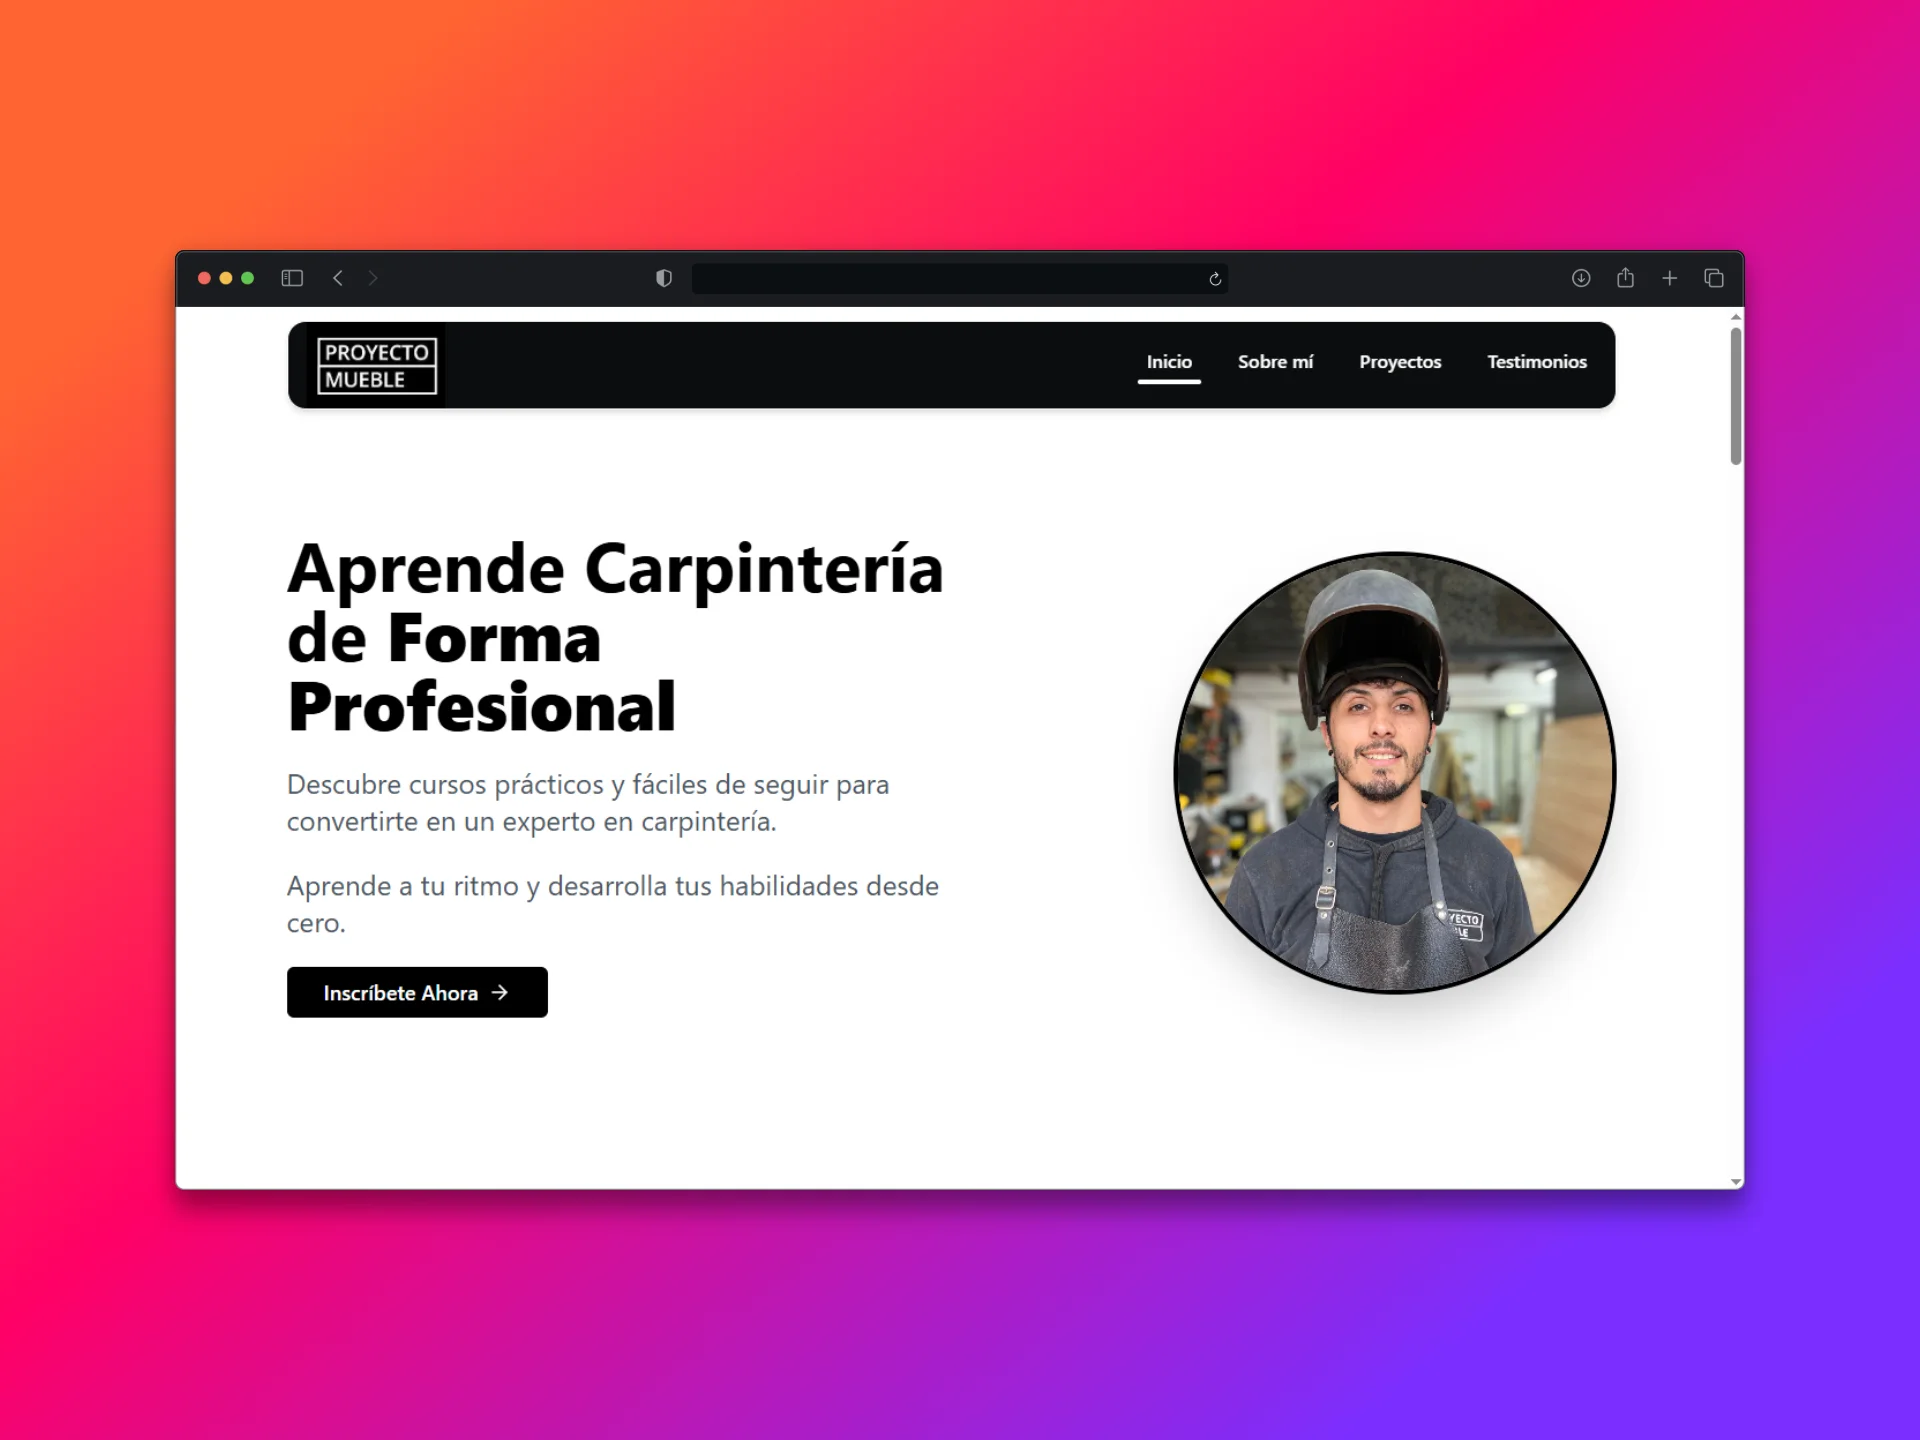 PROYECTO
MUEBLE
Inicio
Sobre mí
Proyectos
Testimonios
Aprende Carpintería
de Forma
Profesional
Descubre cursos prácticos y fáciles de seguir para
convertirte en un experto en carpintería.
Aprende a tu ritmo y desarrolla tus habilidades desde
cero.
Inscríbete Ahora →